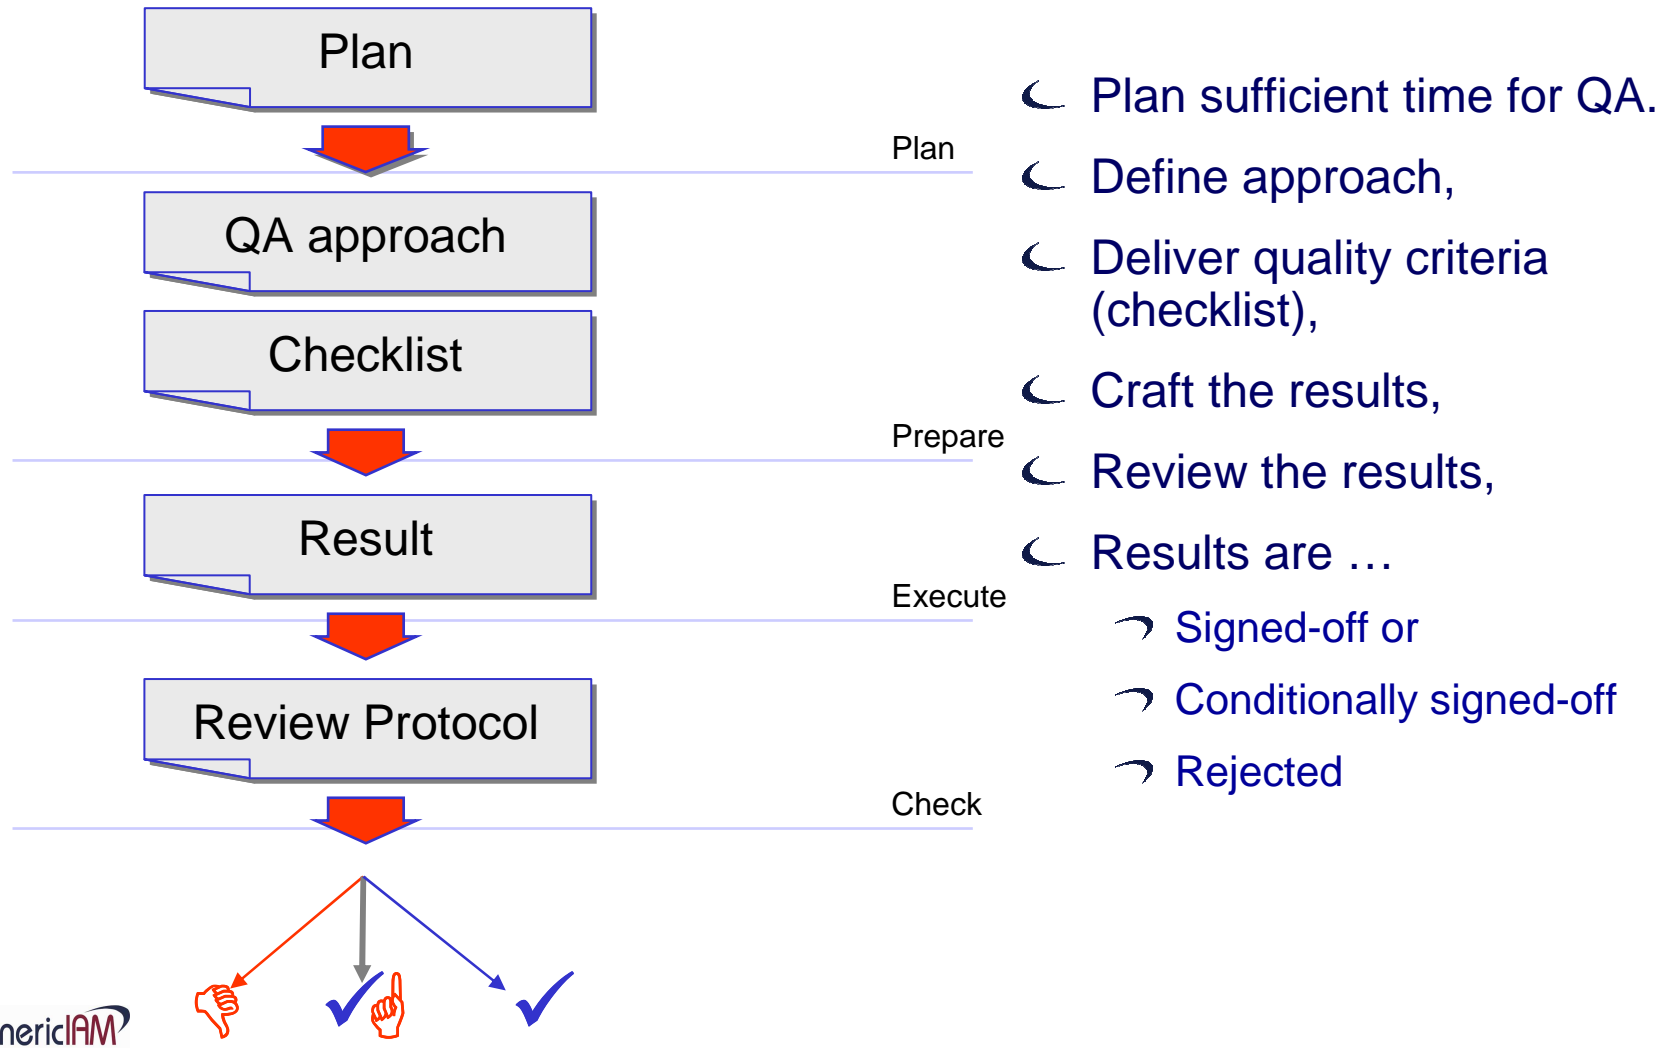 Plan
Plan
QA approach
Checklist
Prepare
Result
Execute
Review Protocol
Check
Plan sufficient time for QA.
Define approach,
Deliver quality criteria
(checklist),
Craft the results,
Review the results,
Results are …
Signed-off or
Conditionally signed-off
Rejected
nericIAM